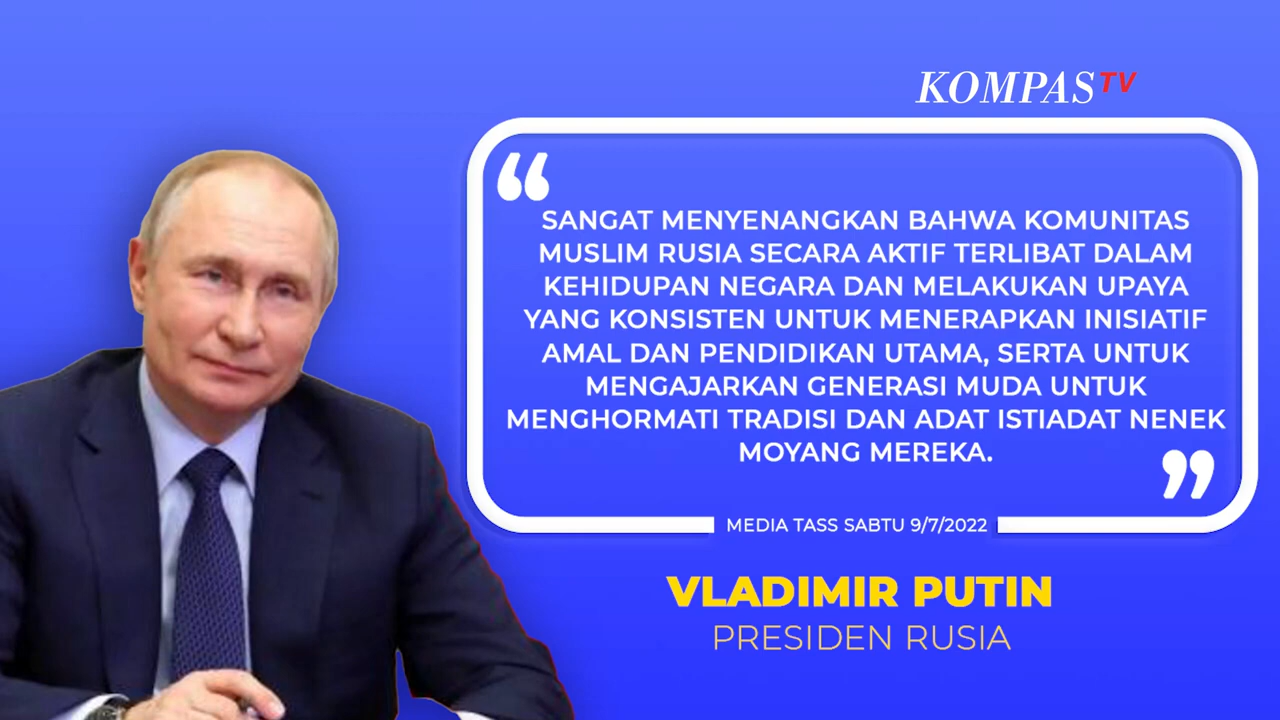 KOMPAS TV
“
SANGAT MENYENANGKAN BAHWA KOMUNITAS
MUSLIM RUSIA SECARA AKTIF TERLIBAT DALAM
KEHIDUPAN NEGARA DAN MELAKUKAN UPAYA
YANG KONSISTEN UNTUK MENERAPKAN INISIATIF
AMAL DAN PENDIDIKAN UTAMA, SERTA UNTUK
MENGAJARKAN GENERASI MUDA UNTUK
MENGHORMATI TRADISI DAN ADAT ISTIADAT NENEK
MOYANG MEREKA.
”
MEDIA TASS SABTU 9/7/2022
VLADIMIR PUTIN
PRESIDEN RUSIA